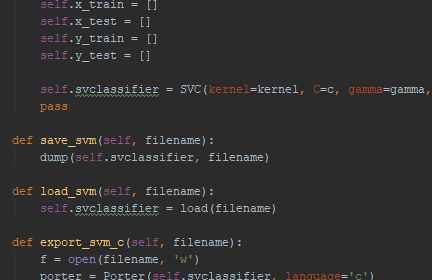 self.x_train = []
self.x_test = []
self.y_train = []
self.y_test = []
self.svclassifier = SVC(kernel=kernel, C=c, gamma=gamma,
pass
def save_svm(self, filename):
dump(self.svclassifier, filename)
def load_svm(self, filename):
self.svclassifier = load(filename)
def export_svm_c(self, filename):
f = open(filename, 'w')
porter = Porter(self.svclassifier, language='c')